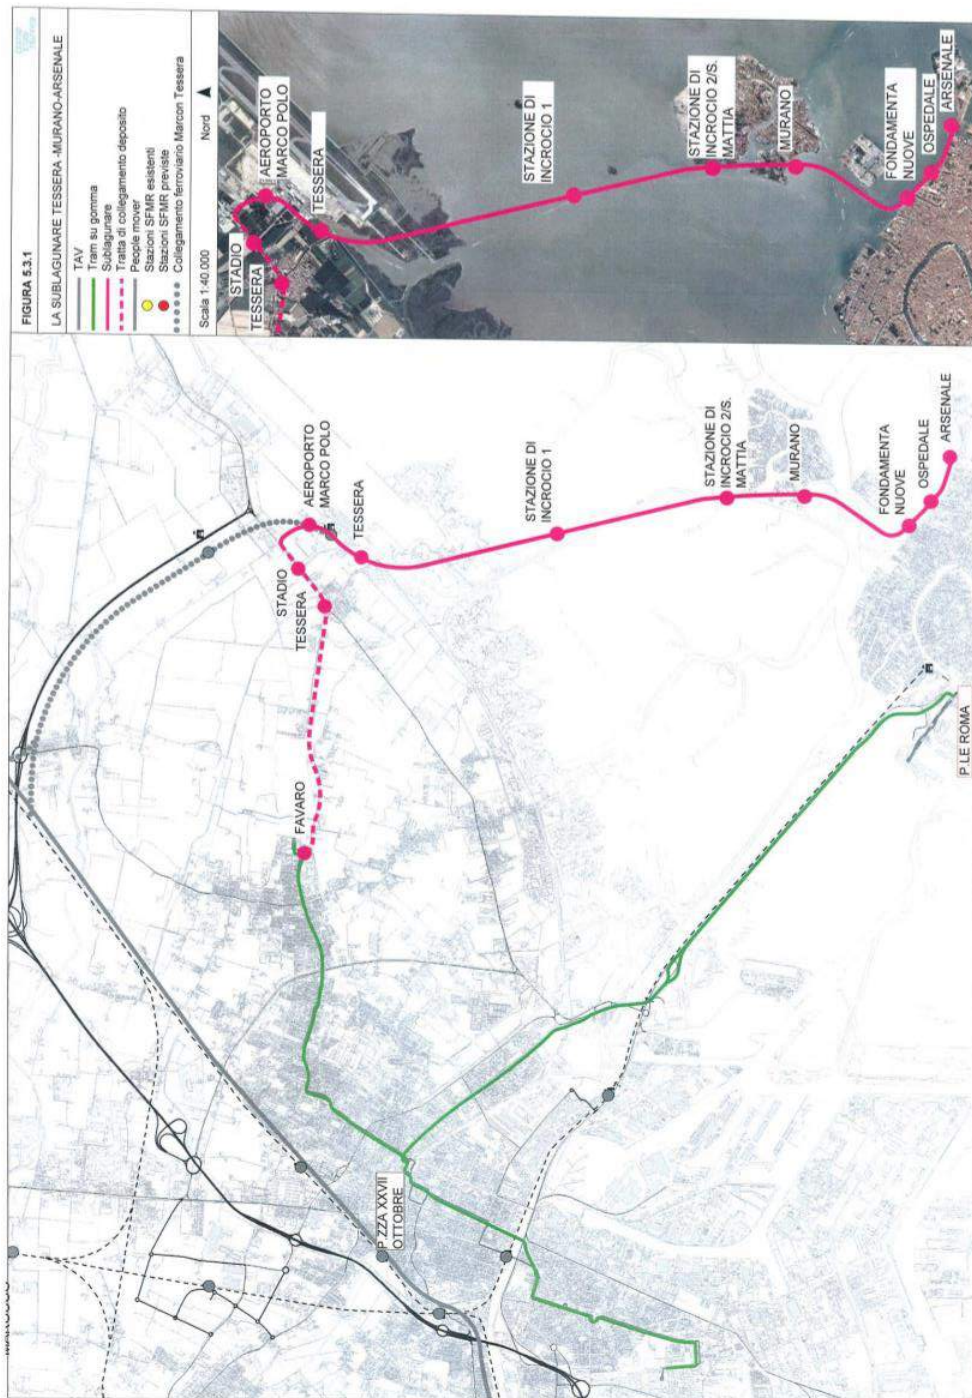 FIGURA 5.3.1
LA SUBLAGUNARE TESSERA -MURANO-ARSENALE
TAV
Tram su gomma
Sublagunare
Tratta di collegamento deposito
People mover
Stazioni SFMR esistenti
Stazioni SFMR previste
Collegamento ferroviario Marcon Tessera
Scala 1:40.000
Nord
STADIO
TESSERA
AEROPORTO
MARCO POLO
TESSERA
STAZIONE DI
INCROCIO 1
STAZIONE DI
INCROCIO 2/S.
MATTIA
MURANO
FONDAMENTA
NUOVE
OSPEDALE
ARSENALE
AEROPORTO
MARCO POLO
TESSERA
STADIO
TESSERA
FAVARO
STAZIONE DI
INCROCIO 1
STAZIONE DI
INCROCIO 2/S.
MATTIA
MURANO
FONDAMENTA
NUOVE
OSPEDALE
ARSENALE
P.LE ROMA
P.ZZA XXVII
OTTOBRE